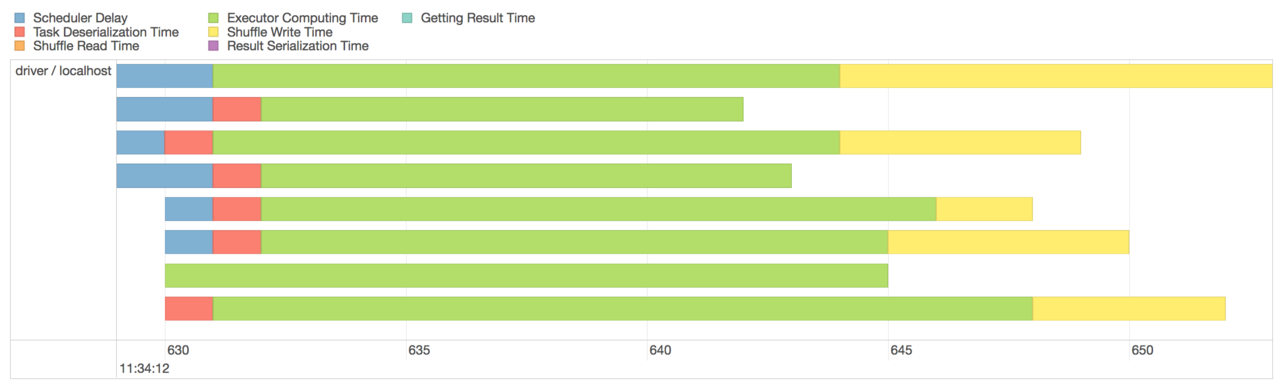 Scheduler Delay
Executor Computing Time
Getting Result Time
Task Deserialization Time
Shuffle Write Time
Shuffle Read Time
Result Serialization Time
driver / localhost
630
635
640
645
650
11:34:12